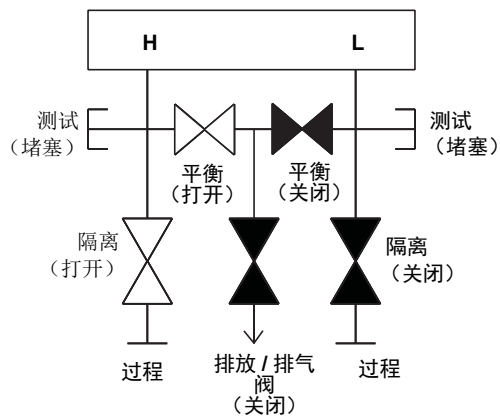 H
L
测试
（堵塞）
测试
（堵塞）
平衡
（打开）
平衡
（关闭）
隔离
（打开）
隔离
（关闭）
过程
排放 / 排气
阀
（关闭）
过程